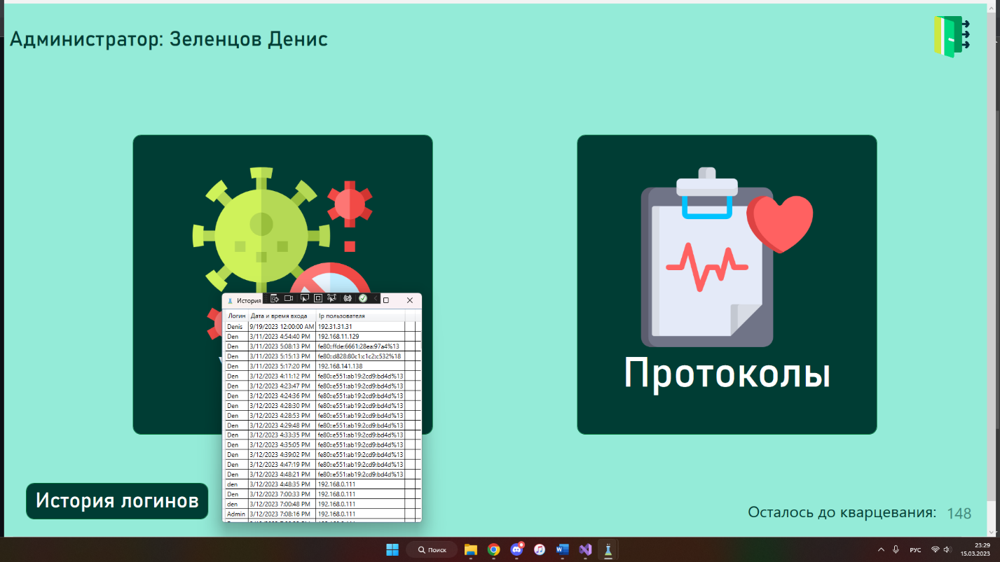 Администратор: Зеленцов Денис
История
Логин Дата и время входа Ip пользователя
Denis 9/19/2023 12:00:00 AM 192.31.31.31
Den 3/11/2023 4:54:40 PM 192.168.11.129
Den 3/11/2023 5:08:13 PM fe80::ffde:6661:28ea:97a4%13
Den 3/11/2023 5:15:13 PM fe80::d828:80c1:c1c2:c532%18
Den 3/11/2023 5:17:20 PM 192.168.141.138
Den 3/12/2023 4:11:12 PM fe80::e551:ab19:2cd9:bd4d%13
Den 3/12/2023 4:23:47 PM fe80::e551:ab19:2cd9:bd4d%13
Den 3/12/2023 4:24:36 PM fe80::e551:ab19:2cd9:bd4d%13
Den 3/12/2023 4:28:30 PM fe80::e551:ab19:2cd9:bd4d%13
Den 3/12/2023 4:28:53 PM fe80::e551:ab19:2cd9:bd4d%13
Den 3/12/2023 4:29:48 PM fe80::e551:ab19:2cd9:bd4d%13
Den 3/12/2023 4:33:35 PM fe80::e551:ab19:2cd9:bd4d%13
Den 3/12/2023 4:35:05 PM fe80::e551:ab19:2cd9:bd4d%13
Den 3/12/2023 4:39:02 PM fe80::e551:ab19:2cd9:bd4d%13
Den 3/12/2023 4:47:19 PM fe80::e551:ab19:2cd9:bd4d%13
Den 3/12/2023 4:48:21 PM fe80::e551:ab19:2cd9:bd4d%13
den 3/12/2023 4:48:35 PM 192.168.0.111
Den 3/12/2023 7:00:33 PM 192.168.0.111
den 3/12/2023 7:00:48 PM 192.168.0.111
Admin 3/12/2023 7:08:16 PM 192.168.0.111
Протоколы
История логинов
Осталось до кварцевания: 148
Поиск
РУС
23:29
15.03.2023